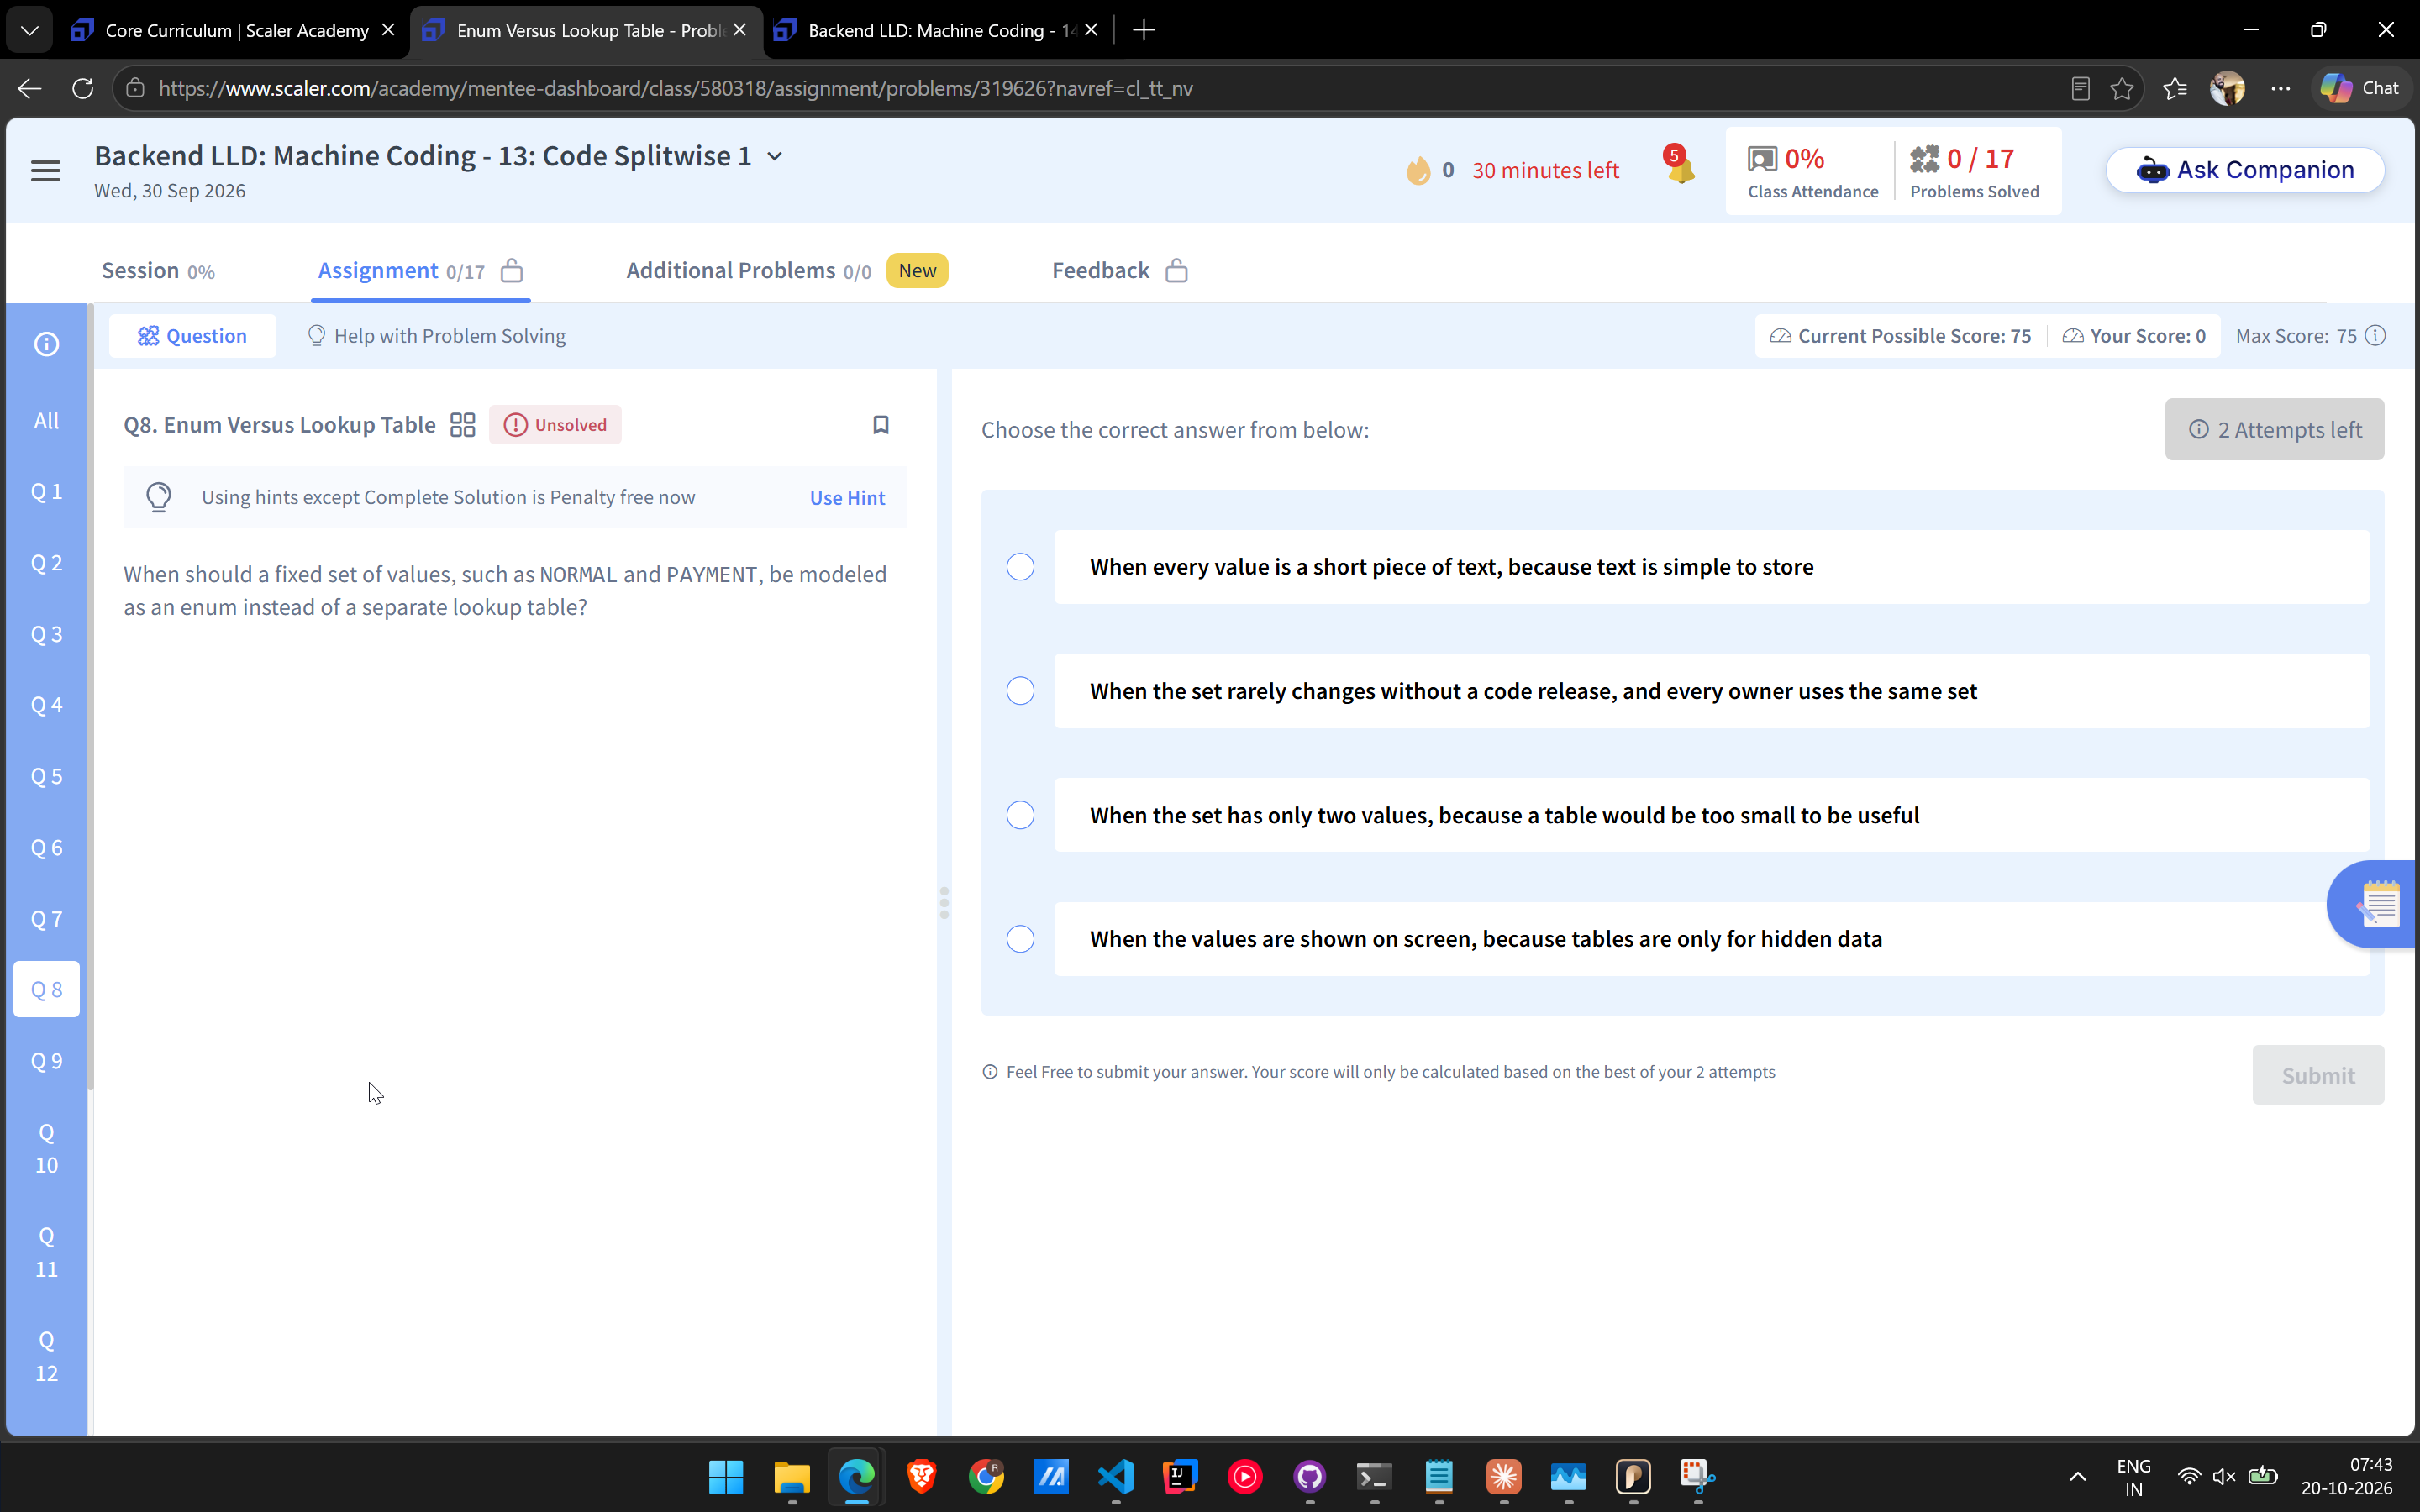 Core Curriculum | Scaler Academy
Enum Versus Lookup Table - Probl
Backend LLD: Machine Coding - 14
https://www.scaler.com/academy/mentee-dashboard/class/580318/assignment/problems/319626?navref=cl_tt_nv
Chat
Backend LLD: Machine Coding - 13: Code Splitwise 1
Wed, 30 Sep 2026
0
30 minutes left
5
0%
Class Attendance
0 / 17
Problems Solved
Ask Companion
Session 0%
Assignment 0/17
Additional Problems 0/0
New
Feedback
Question
Help with Problem Solving
Current Possible Score: 75
Your Score: 0
Max Score: 75
All
Q 1
Q 2
Q 3
Q 4
Q 5
Q 6
Q 7
Q 8
Q 9
Q
10
Q
11
Q
12
Q8. Enum Versus Lookup Table
Unsolved
Using hints except Complete Solution is Penalty free now
Use Hint
When should a fixed set of values, such as NORMAL and PAYMENT, be modeled
as an enum instead of a separate lookup table?
Choose the correct answer from below:
2 Attempts left
When every value is a short piece of text, because text is simple to store
When the set rarely changes without a code release, and every owner uses the same set
When the set has only two values, because a table would be too small to be useful
When the values are shown on screen, because tables are only for hidden data
Feel Free to submit your answer. Your score will only be calculated based on the best of your 2 attempts
Submit
R
IJ
ENG
IN
07:43
20-10-2026